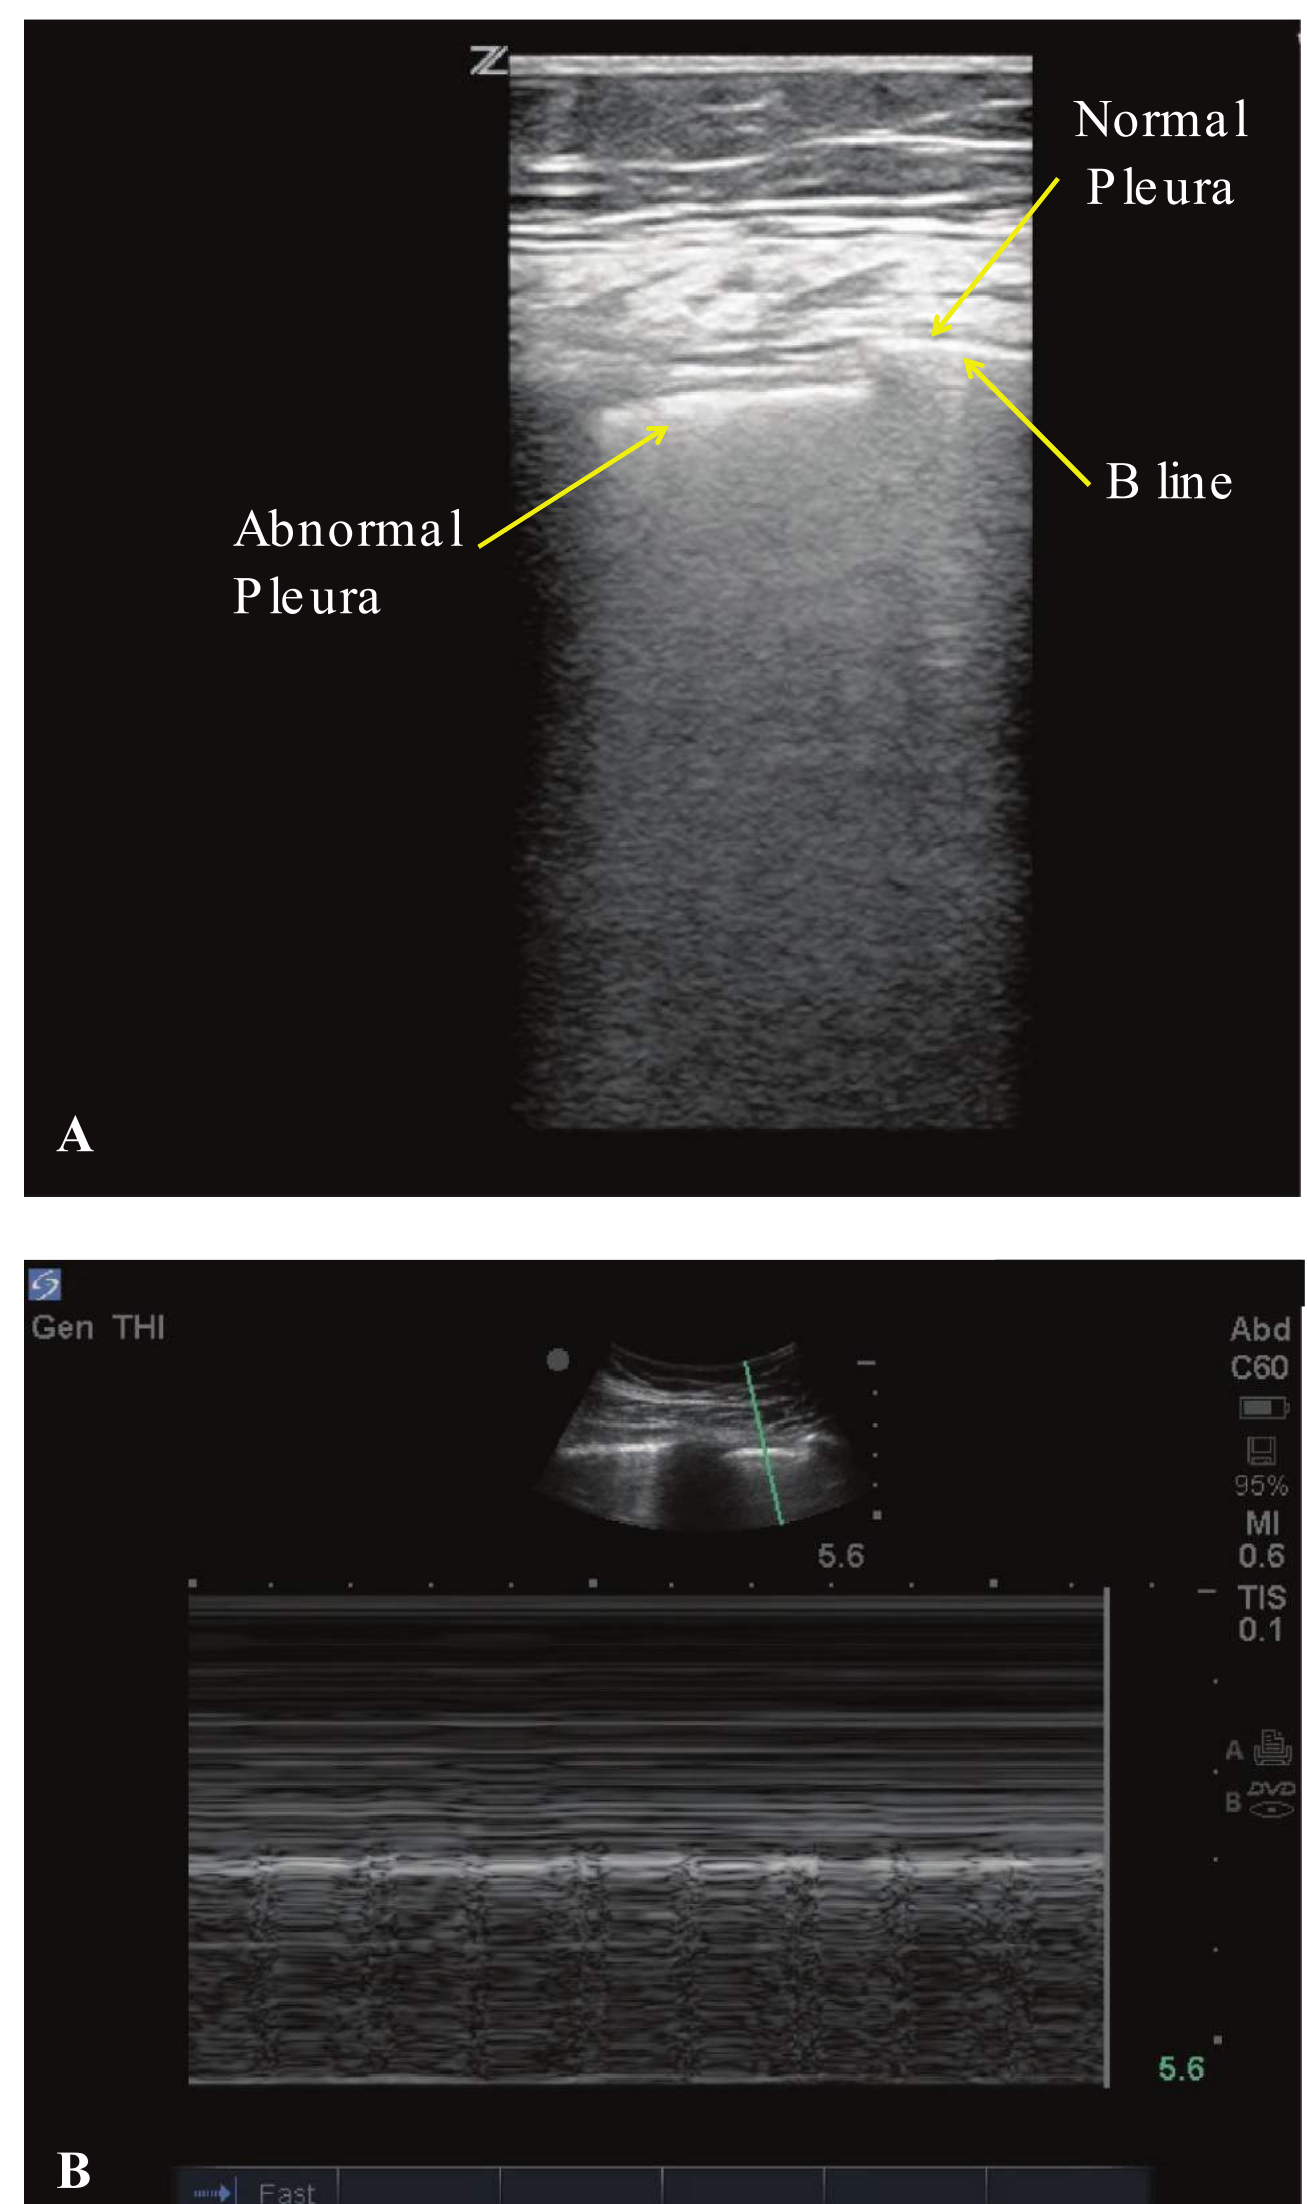 Z
Normal
Pleura
B line
Abnormal
Pleura
A
Gen THI
Abd
C60
95%
MI
0.6
5.6
TIS
0.1
A
B DVD
5.6
B
Fast